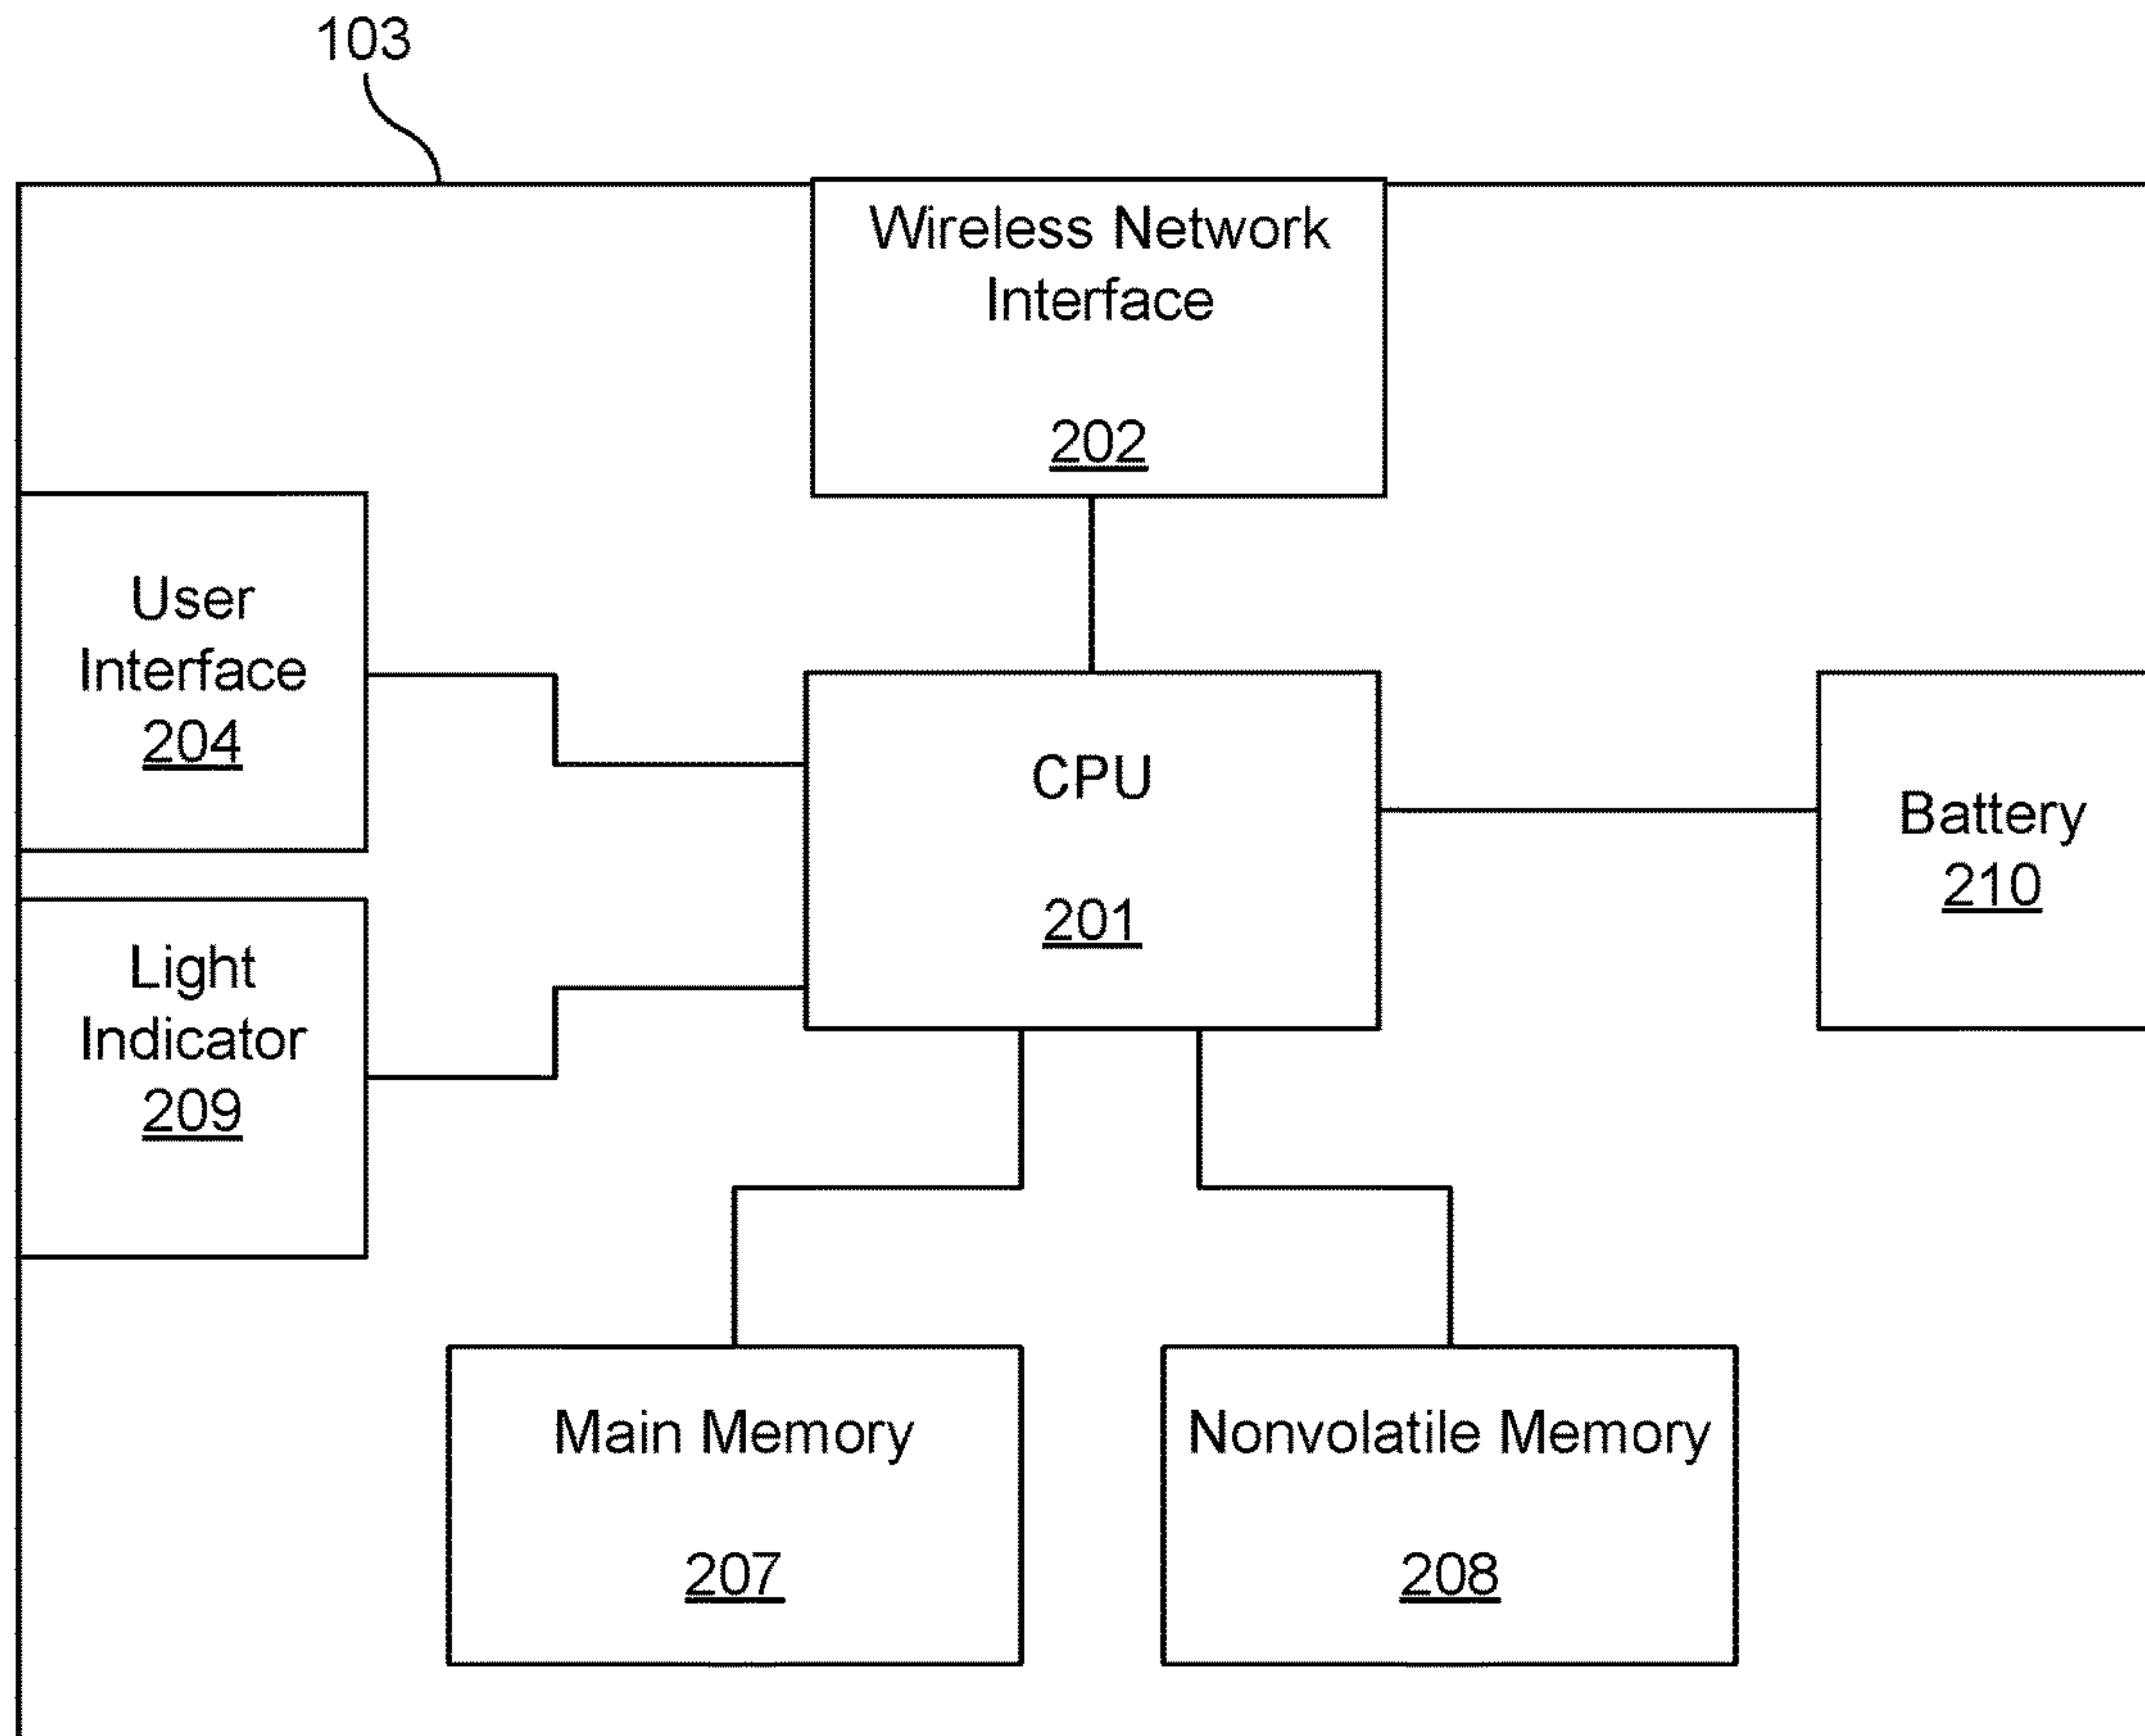 103
Wireless Network
Interface
202
User
Interface
204
CPU
201
Battery
210
Light
Indicator
209
Main Memory
207
Nonvolatile Memory
208